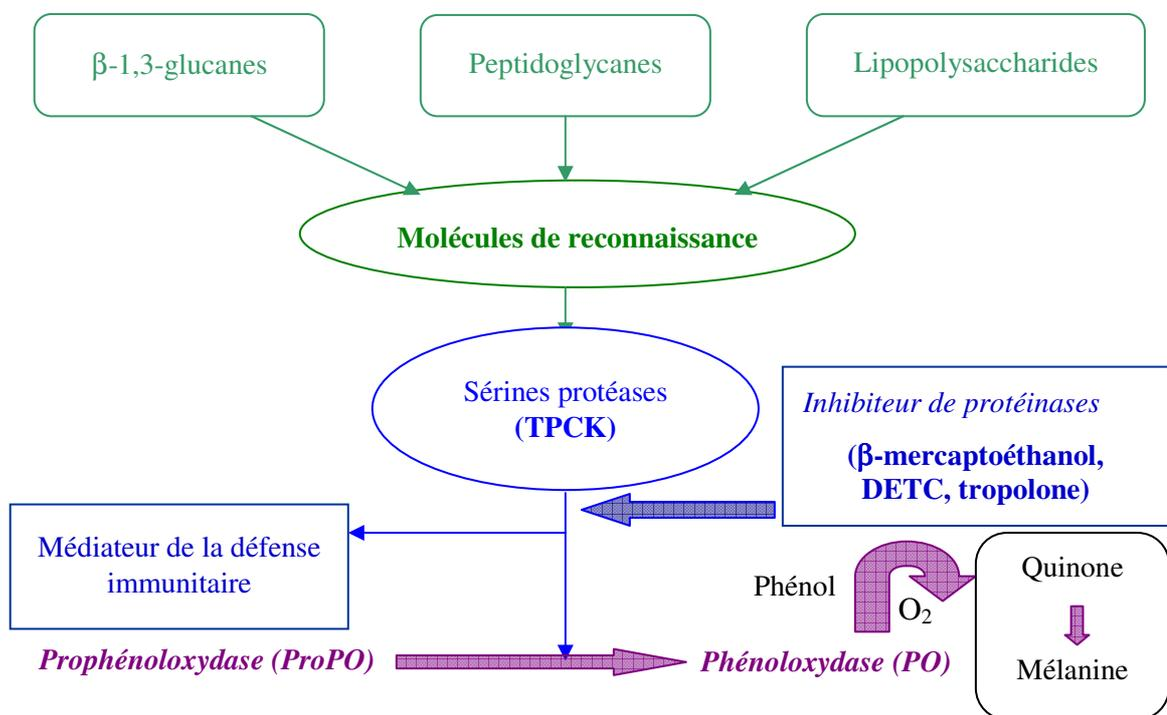 β-1,3-glucanes
Peptidoglycanes
Lipopolysaccharides
Molécules de reconnaissance
Sérines protéases
(TPCK)
Inhibiteur de protéinases
(β-mercaptoéthanol,
DETC, tropolone)
Médiateur de la défense
immunitaire
Phénol
O₂
Quinone
Mélanine
Prophénoloxydase (ProPO)
Phénoloxydase (PO)